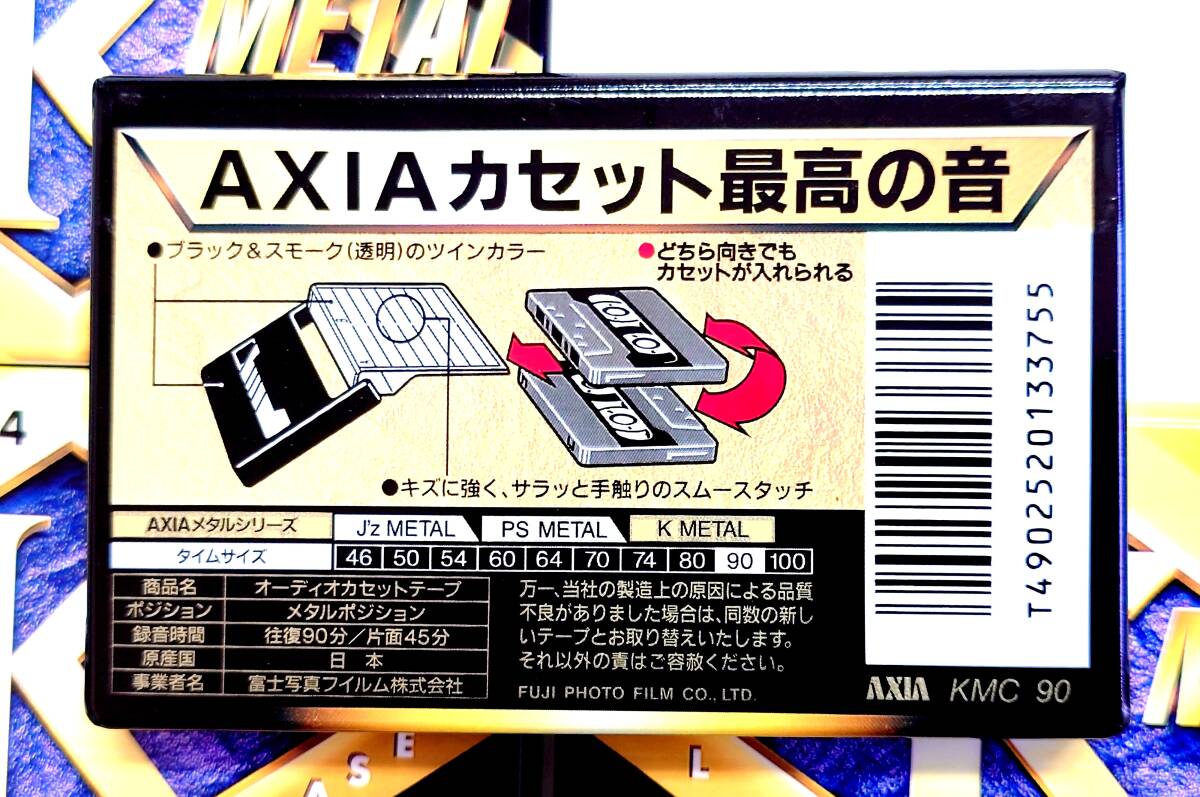 METAL
AXIAカセット最高の音
●ブラック&スモーク(透明)のツインカラー
●どちら向きでも
カセットが入れられる
●キズに強く、サラッと手触りのスムースタッチ
T4902520133755
AXIAメタルシリーズ J'z METAL PS METAL K METAL
タイムサイズ 46 50 54 60 64 70 74 80 90 100
商品名 オーディオカセットテープ
ポジション メタルポジション
録音時間 往復90分/片面45分
原産国 日本
事業者名 富士写真フイルム株式会社
万一、当社の製造上の原因による品質
不良がありました場合は、同数の新し
いテープとお取り替えいたします。
それ以外の責はご容赦ください。
FUJI PHOTO FILM CO., LTD.
AXIA KMC 90
4
ASE
L